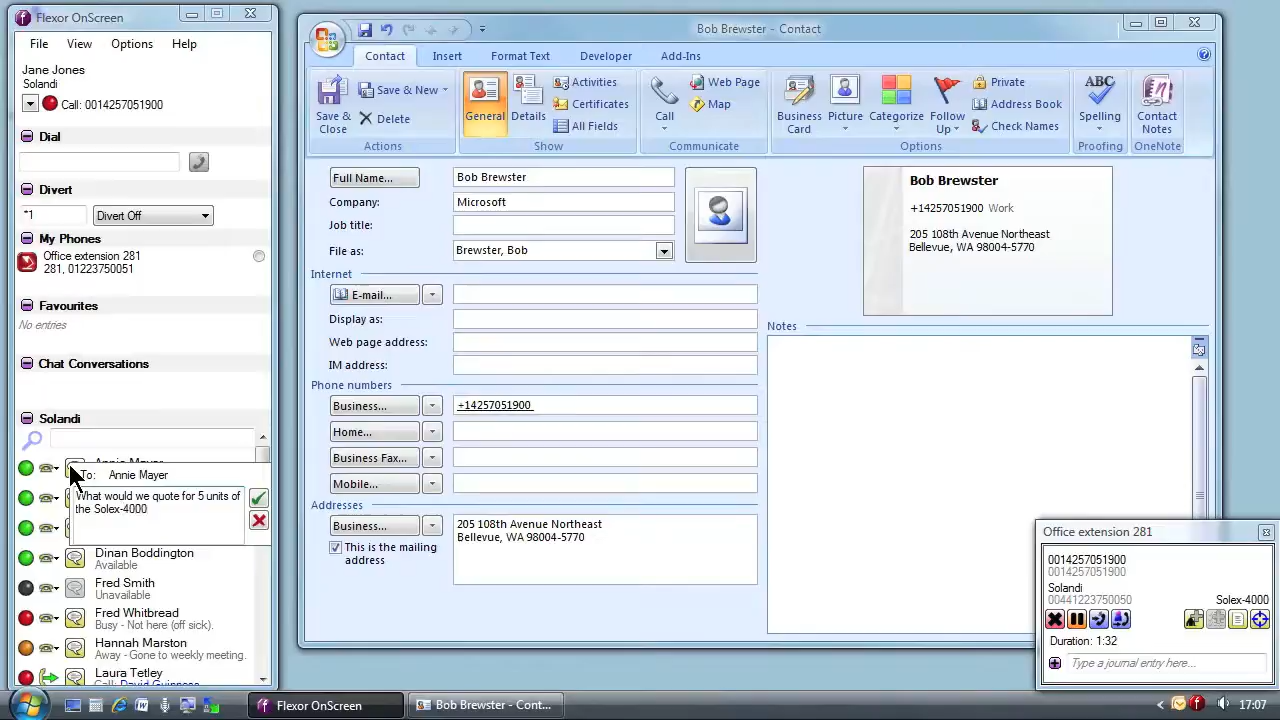 Flexor OnScreen
File View Options Help
Jane Jones
Solandi
Call: 0014257051900
Dial
Divert
*1 Divert Off
My Phones
Office extension 281
281, 01223750051
Favourites
No entries
Chat Conversations
Solandi
Annie Mayer
To: Annie Mayer
What would we quote for 5 units of
the Solex-4000
Dinan Boddington
Available
Fred Smith
Unavailable
Fred Whitbread
Busy - Not here (off sick).
Hannah Marston
Away - Gone to weekly meeting.
Laura Tetley
Call: David Guinness
Bob Brewster - Contact
Contact Insert Format Text Developer Add-Ins
Save & Close
Save & New
Delete
Actions
General
Details
Activities
Certificates
All Fields
Show
Call
Web Page
Map
Communicate
Business Card
Picture
Categorize
Follow Up
Private
Address Book
Check Names
Options
ABC
Spelling
Proofing
Contact Notes
OneNote
Full Name... Bob Brewster
Company: Microsoft
Job title:
File as: Brewster, Bob
Internet
E-mail...
Display as:
Web page address:
IM address:
Phone numbers
Business... +14257051900
Home...
Business Fax...
Mobile...
Addresses
Business... 205 108th Avenue Northeast
Bellevue, WA 98004-5770
This is the mailing
address
Bob Brewster
+14257051900 Work
205 108th Avenue Northeast
Bellevue, WA 98004-5770
Notes
Office extension 281
0014257051900
0014257051900
Solandi
00441223750050 Solex-4000
Duration: 1:32
Type a journal entry here...
Flexor OnScreen
Bob Brewster - Cont...
17:07